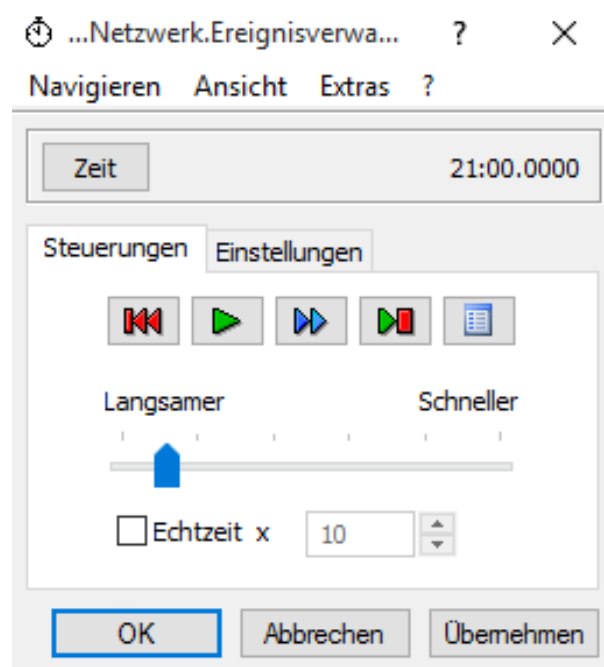 ...Netzwerk.Ereignisverwa... ?
Navigieren Ansicht Extras ?
Zeit 21:00.0000
Steuerungen Einstellungen
Langsamer Schneller
Echtzeit x 10
OK Abbrechen Übernehmen